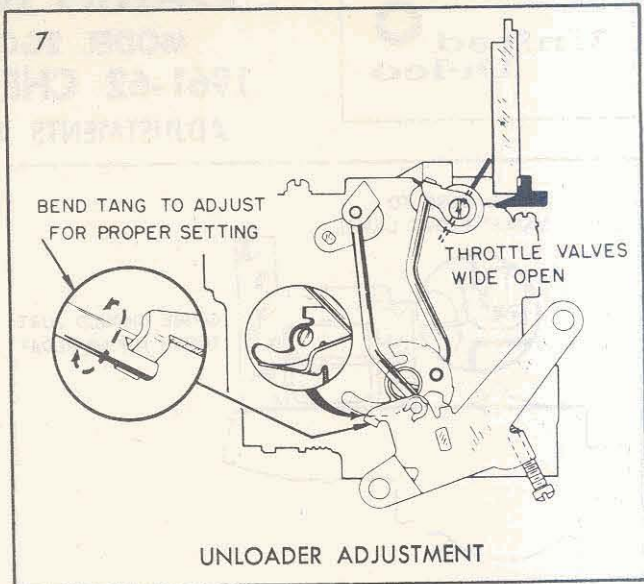 7
BEND TANG TO ADJUST
FOR PROPER SETTING
THROTTLE VALVES
WIDE OPEN
UNLOADER ADJUSTMENT